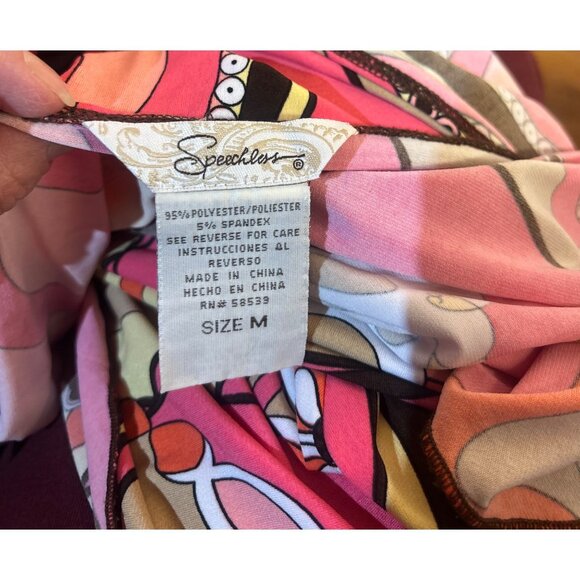 Speechless®
95% POLYESTER/POLIESTER
5% SPANDEX
SEE REVERSE FOR CARE
INSTRUCCIONES AL
REVERSO
MADE IN CHINA
HECHO EN CHINA
RN# 58539
SIZE M